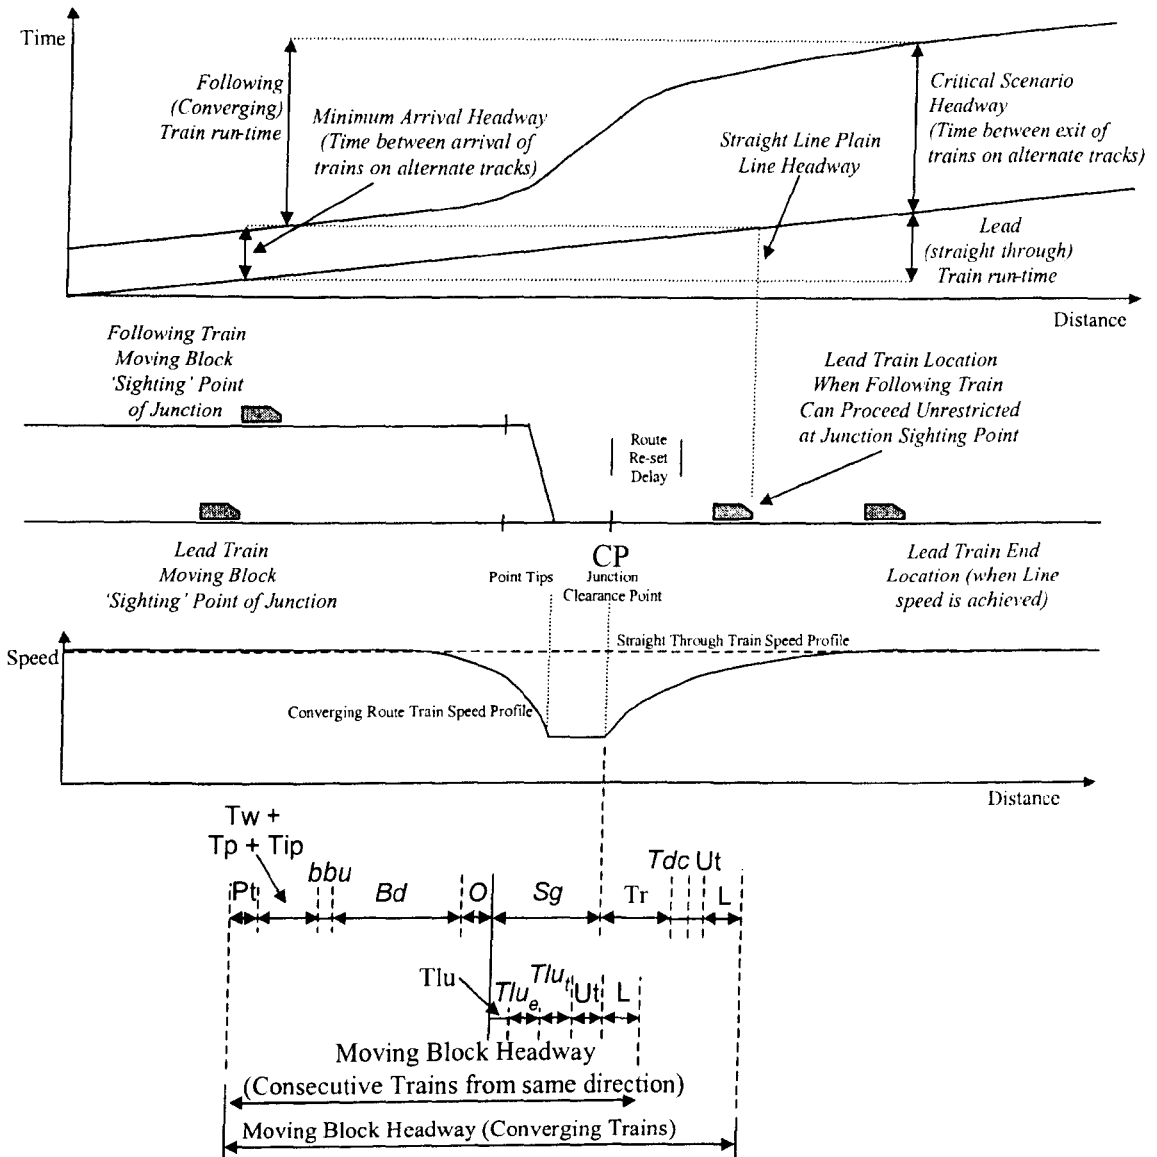 Time
Following
(Converging)
Train run-time
Minimum Arrival Headway
(Time between arrival of
trains on alternate tracks)
Straight Line Plain
Line Headway
Critical Scenario
Headway
(Time between exit of
trains on alternate tracks)
Lead
(straight through)
Train run-time
Distance
Following Train
Moving Block
'Sighting' Point
of Junction
Lead Train Location
When Following Train
Can Proceed Unrestricted
at Junction Sighting Point
Route
Re-set
Delay
Lead Train
Moving Block
'Sighting' Point of Junction
Point Tips
CP
Junction
Clearance Point
Lead Train End
Location (when Line
speed is achieved)
Speed
Straight Through Train Speed Profile
Converging Route Train Speed Profile
Distance
Tw +
Tp + Tip
Pt
bbu
Bd
O
Sg
Tr
Tdc
Ut
L
Tlu
Tlu e
Tlu t
Ut
L
Moving Block Headway
(Consecutive Trains from same direction)
Moving Block Headway (Converging Trains)